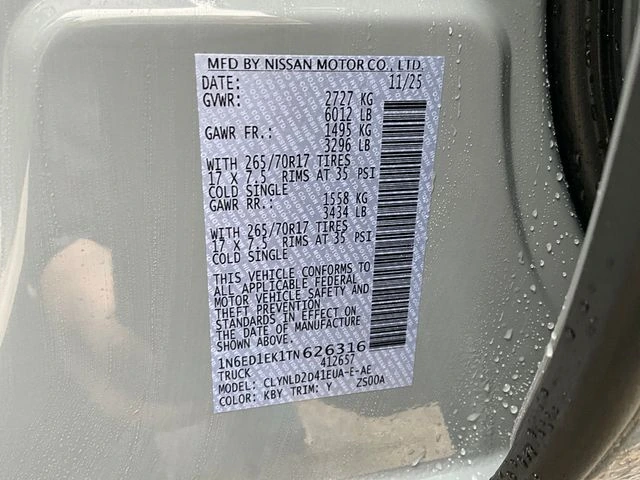 MFD BY NISSAN MOTOR CO., LTD.
DATE: 11/25
GVWR: 2727 KG
6012 LB
GAWR FR.: 1495 KG
3296 LB
WITH 265/70R17 TIRES
17 X 7.5 RIMS AT 35 PSI
COLD SINGLE
GAWR RR.: 1558 KG
3434 LB
WITH 265/70R17 TIRES
17 X 7.5 RIMS AT 35 PSI
COLD SINGLE
THIS VEHICLE CONFORMS TO
ALL APPLICABLE FEDERAL
MOTOR VEHICLE SAFETY AND
THEFT PREVENTION
STANDARDS IN EFFECT ON
THE DATE OF MANUFACTURE
SHOWN ABOVE.
1N6ED1EK1TN626316
TRUCK 412657
MODEL: CLYNLD2D41EUA-E-AE
COLOR: KBY TRIM: Y ZS00A